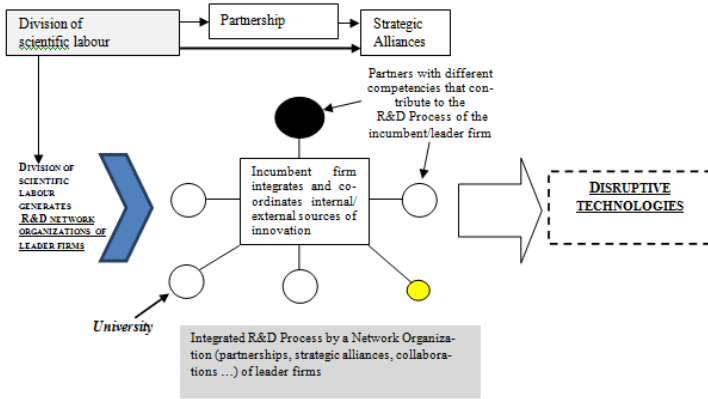 Division of
scientific labour
Partnership
Strategic
Alliances
Partners with different
competencies that con-
tribute to the
R&D Process of the
incumbent/leader firm
DIVISION OF
SCIENTIFIC
LABOUR
GENERATES
R&D NETWORK
ORGANIZATIONS OF
LEADER FIRMS
Incumbent firm
integrates and co-
ordinates internal/
external sources of
innovation
DISRUPTIVE
TECHNOLOGIES
University
Integrated R&D Process by a Network Organiza-
tion (partnerships, strategic alliances, collabora-
tions ...) of leader firms